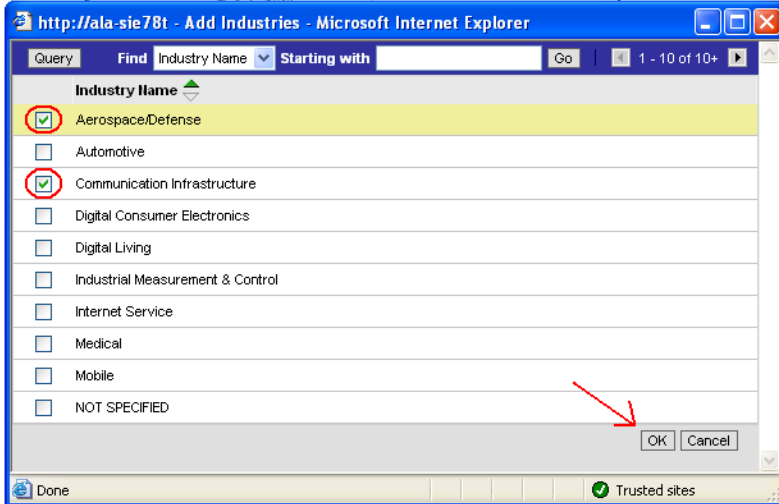 http://ala-sie78t - Add Industries - Microsoft Internet Explorer
Query Find Industry Name Starting with Go 1 - 10 of 10+
Industry Name
Aerospace/Defense
Automotive
Communication Infrastructure
Digital Consumer Electronics
Digital Living
Industrial Measurement & Control
Internet Service
Medical
Mobile
NOT SPECIFIED
OK Cancel
Done Trusted sites